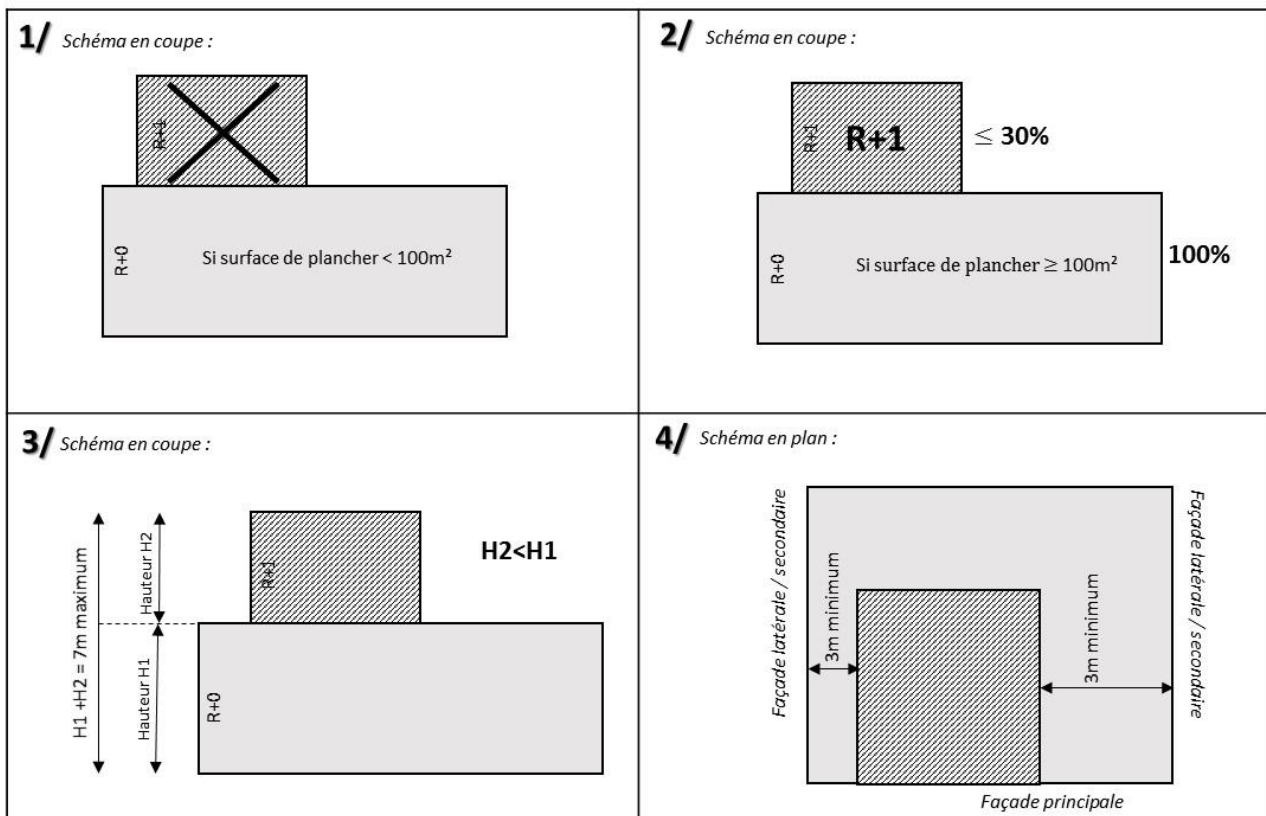 1/ Schéma en coupe :
R+1
R+0
Si surface de plancher < 100m²
2/ Schéma en coupe :
R+1
R+1
≤ 30%
R+0
Si surface de plancher ≥ 100m²
100%
3/ Schéma en coupe :
H1 +H2 = 7m maximum
Hauteur H2
Hauteur H1
R+1
H2<H1
R+0
4/ Schéma en plan :
Façade latérale / secondaire
3m minimum
3m minimum
Façade latérale / secondaire
Façade principale